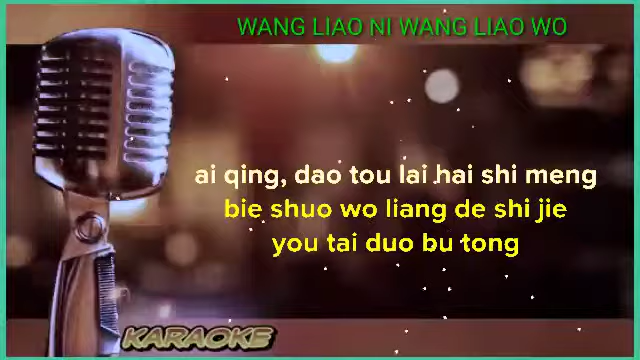 WANG LIAO NI WANG LIAO WO
ai qing, dao tou lai hai shi meng
bie shuo wo liang de shi jie
you tai duo bu tong
KARAOKE